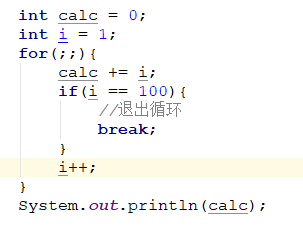 int calc = 0;
int i = 1;
for(;;){
calc += i;
if(i == 100){
//退出循环
break;
}
i++;
}
System.out.println(calc);